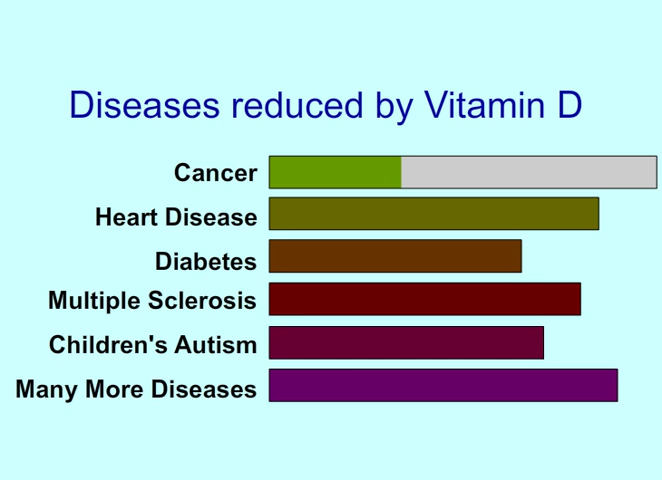 Diseases reduced by Vitamin D
Cancer
Heart Disease
Diabetes
Multiple Sclerosis
Children's Autism
Many More Diseases